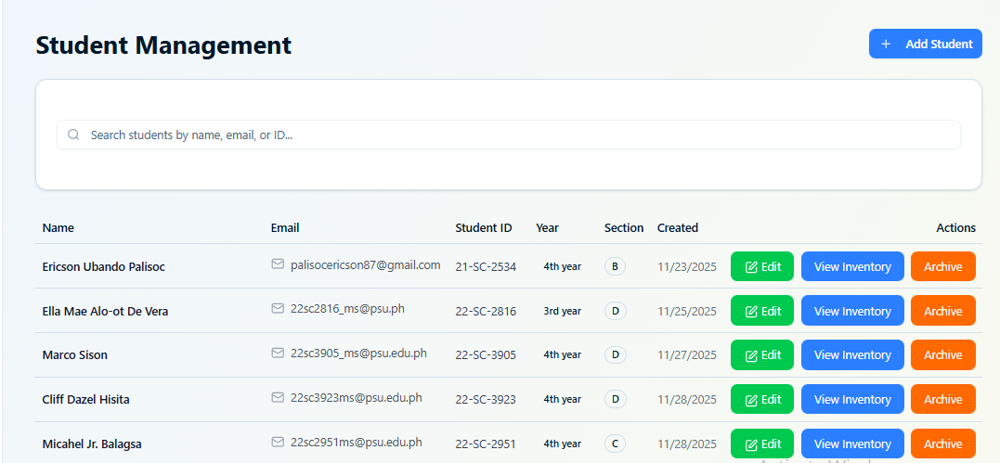 Student Management
+ Add Student
Search students by name, email, or ID...
Name Email Student ID Year Section Created Actions
Ericson Ubando Palisoc palisocericson87@gmail.com 21-SC-2534 4th year B 11/23/2025 Edit View Inventory Archive
Ella Mae Alo-ot De Vera 22sc2816_ms@psu.ph 22-SC-2816 3rd year D 11/25/2025 Edit View Inventory Archive
Marco Sison 22sc3905_ms@psu.edu.ph 22-SC-3905 4th year D 11/27/2025 Edit View Inventory Archive
Cliff Dazel Hisita 22sc3923ms@psu.edu.ph 22-SC-3923 4th year D 11/28/2025 Edit View Inventory Archive
Micahel Jr. Balagsa 22sc2951ms@psu.edu.ph 22-SC-2951 4th year C 11/28/2025 Edit View Inventory Archive